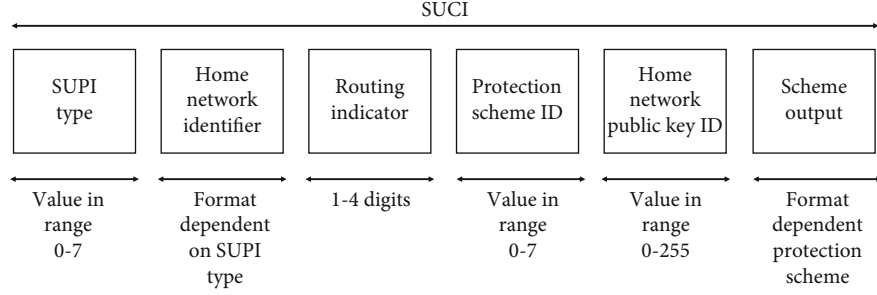 SUCI
SUPI
type
Home
network
identifier
Routing
indicator
Protection
scheme ID
Home
network
public key ID
Scheme
output
Value in
range
0-7
Format
dependent
on SUPI
type
1-4 digits
Value in
range
0-7
Value in
range
0-255
Format
dependent
protection
scheme